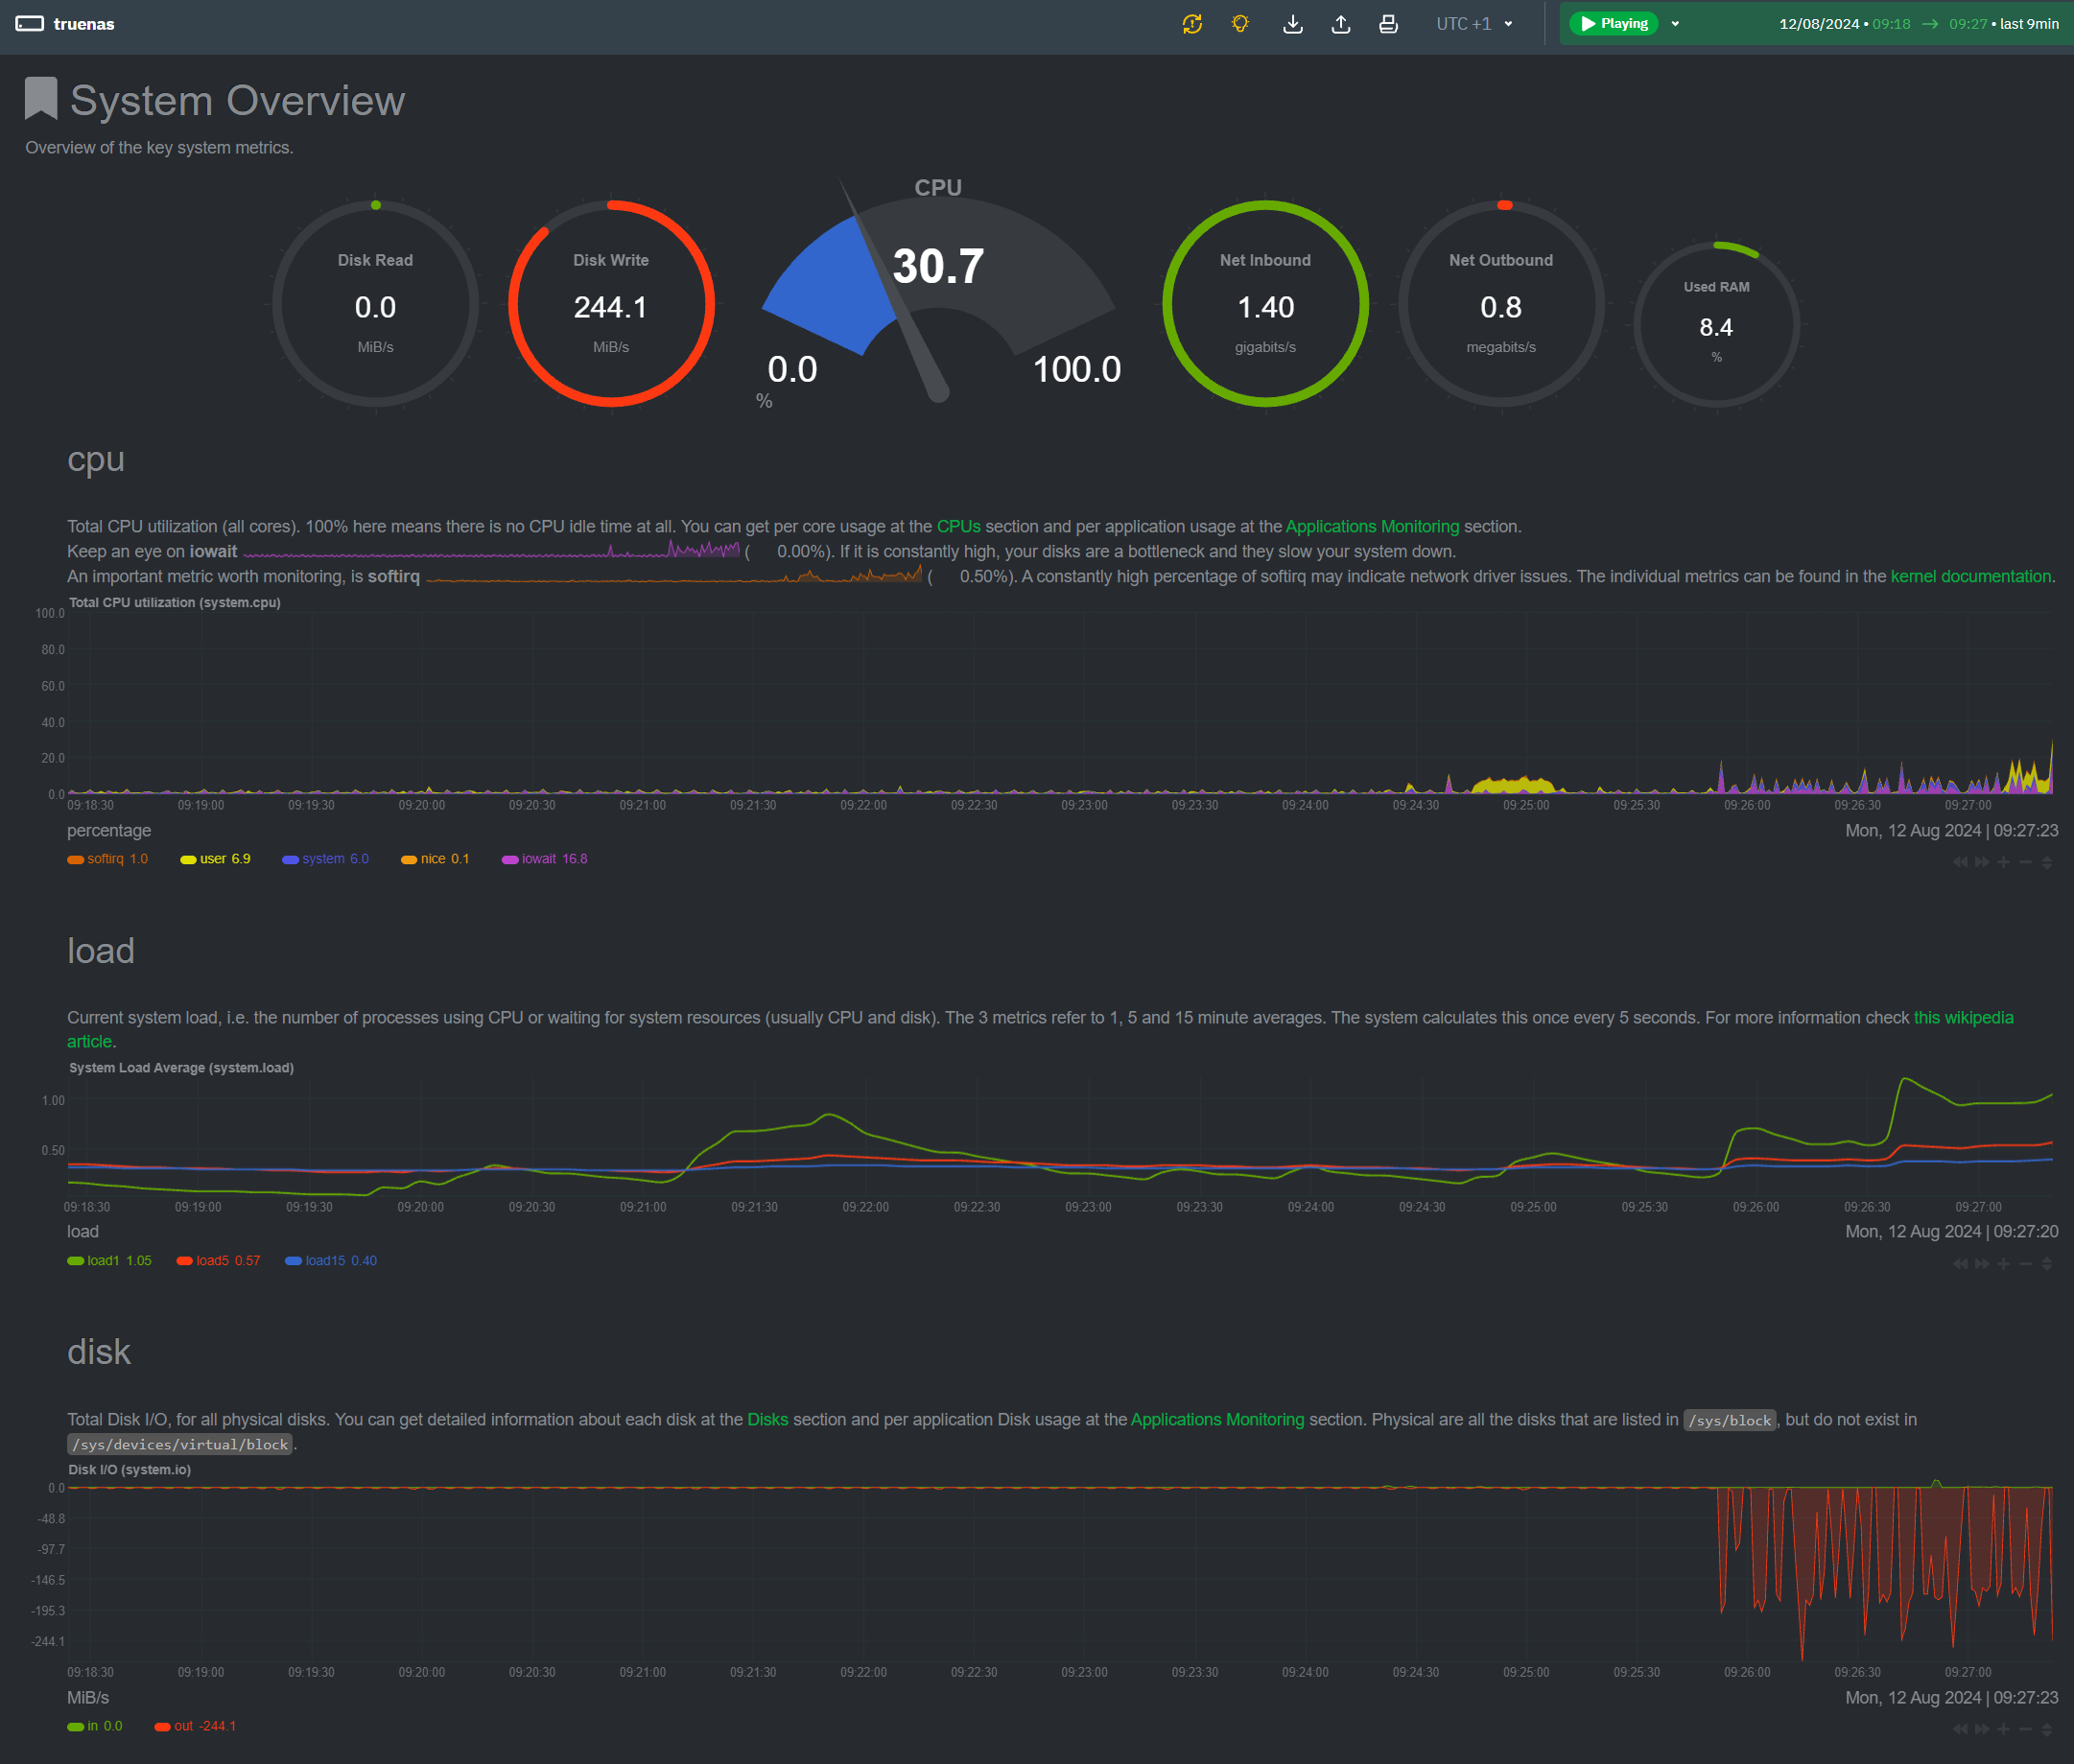 truenas
UTC +1
Playing
12/08/2024 • 09:18 → 09:27 • last 9min
System Overview
Overview of the key system metrics.
Disk Read
0.0
MiB/s
Disk Write
244.1
MiB/s
CPU
30.7
0.0
100.0
%
Net Inbound
1.40
gigabits/s
Net Outbound
0.8
megabits/s
Used RAM
8.4
%
cpu
Total CPU utilization (all cores). 100% here means there is no CPU idle time at all. You can get per core usage at the CPUs section and per application usage at the Applications Monitoring section.
Keep an eye on iowait ( 0.00%). If it is constantly high, your disks are a bottleneck and they slow your system down.
An important metric worth monitoring, is softirq ( 0.50%). A constantly high percentage of softirq may indicate network driver issues. The individual metrics can be found in the kernel documentation.
Total CPU utilization (system.cpu)
100.0
80.0
60.0
40.0
20.0
0.0
09:18:30 09:19:00 09:19:30 09:20:00 09:20:30 09:21:00 09:21:30 09:22:00 09:22:30 09:23:00 09:23:30 09:24:00 09:24:30 09:25:00 09:25:30 09:26:00 09:26:30 09:27:00
percentage
Mon, 12 Aug 2024 | 09:27:23
softirq 1.0 user 6.9 system 6.0 nice 0.1 iowait 16.8
load
Current system load, i.e. the number of processes using CPU or waiting for system resources (usually CPU and disk). The 3 metrics refer to 1, 5 and 15 minute averages. The system calculates this once every 5 seconds. For more information check this wikipedia
article.
System Load Average (system.load)
1.00
0.50
09:18:30 09:19:00 09:19:30 09:20:00 09:20:30 09:21:00 09:21:30 09:22:00 09:22:30 09:23:00 09:23:30 09:24:00 09:24:30 09:25:00 09:25:30 09:26:00 09:26:30 09:27:00
load
Mon, 12 Aug 2024 | 09:27:20
load1 1.05 load5 0.57 load15 0.40
disk
Total Disk I/O, for all physical disks. You can get detailed information about each disk at the Disks section and per application Disk usage at the Applications Monitoring section. Physical are all the disks that are listed in /sys/block, but do not exist in
/sys/devices/virtual/block.
Disk I/O (system.io)
0.0
-48.8
-97.7
-146.5
-195.3
-244.1
09:18:30 09:19:00 09:19:30 09:20:00 09:20:30 09:21:00 09:21:30 09:22:00 09:22:30 09:23:00 09:23:30 09:24:00 09:24:30 09:25:00 09:25:30 09:26:00 09:26:30 09:27:00
MiB/s
Mon, 12 Aug 2024 | 09:27:23
in 0.0 out -244.1